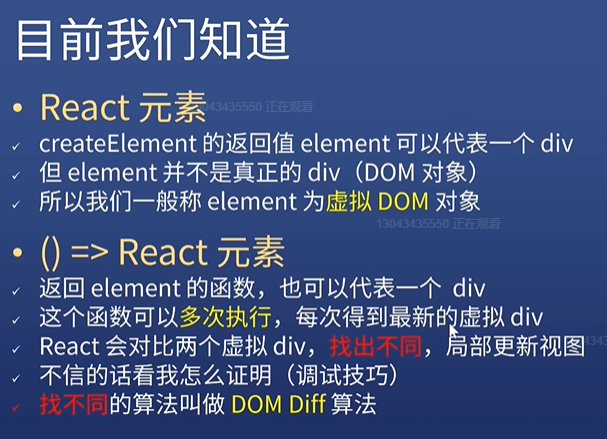 目前我们知道
• React 元素
✓ createElement 的返回值 element 可以代表一个 div
✓ 但 element 并不是真正的 div（DOM 对象）
✓ 所以我们一般称 element 为虚拟 DOM 对象
• () => React 元素
✓ 返回 element 的函数，也可以代表一个 div
✓ 这个函数可以多次执行，每次得到最新的虚拟 div
✓ React 会对比两个虚拟 div，找出不同，局部更新视图
✓ 不信的话看我怎么证明（调试技巧）
✓ 找不同的算法叫做 DOM Diff 算法
13043435550 正在观看